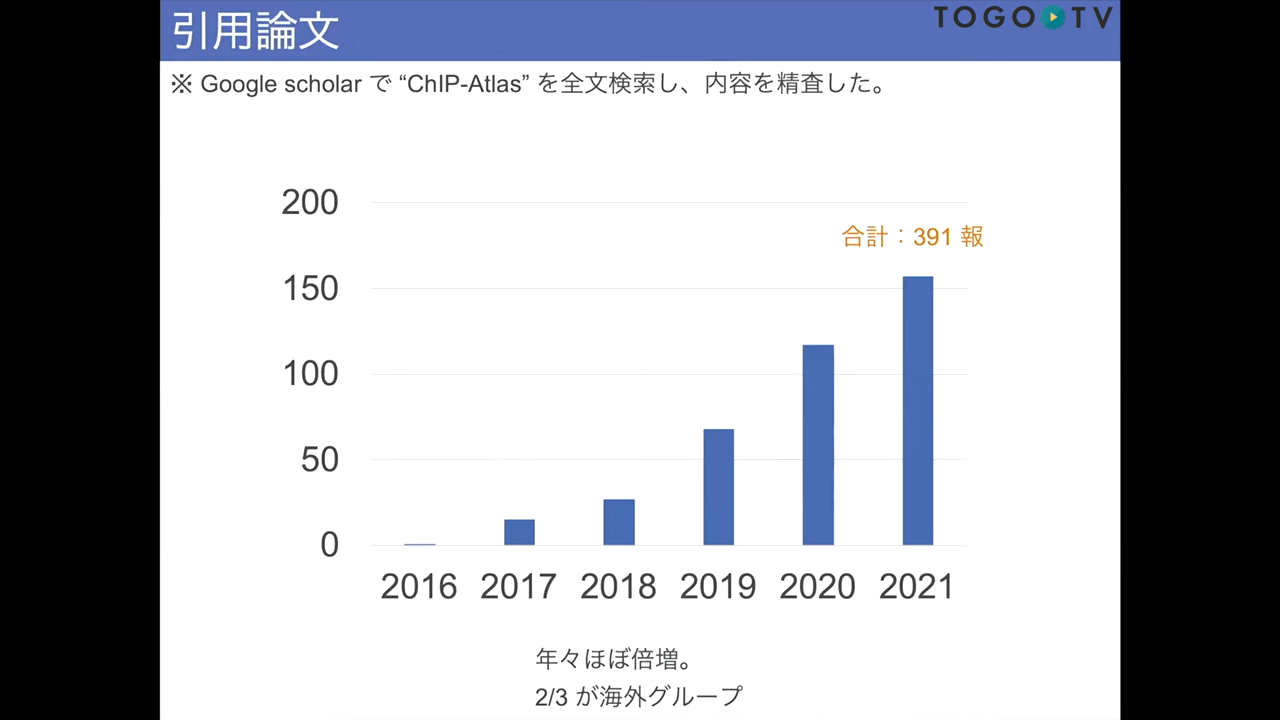 引用論文
TOGO TV
※ Google scholar で “ChIP-Atlas” を全文検索し、内容を精査した。
200
合計：391 報
150
100
50
0
2016 2017 2018 2019 2020 2021
年々ほぼ倍増。
2/3 が海外グループ